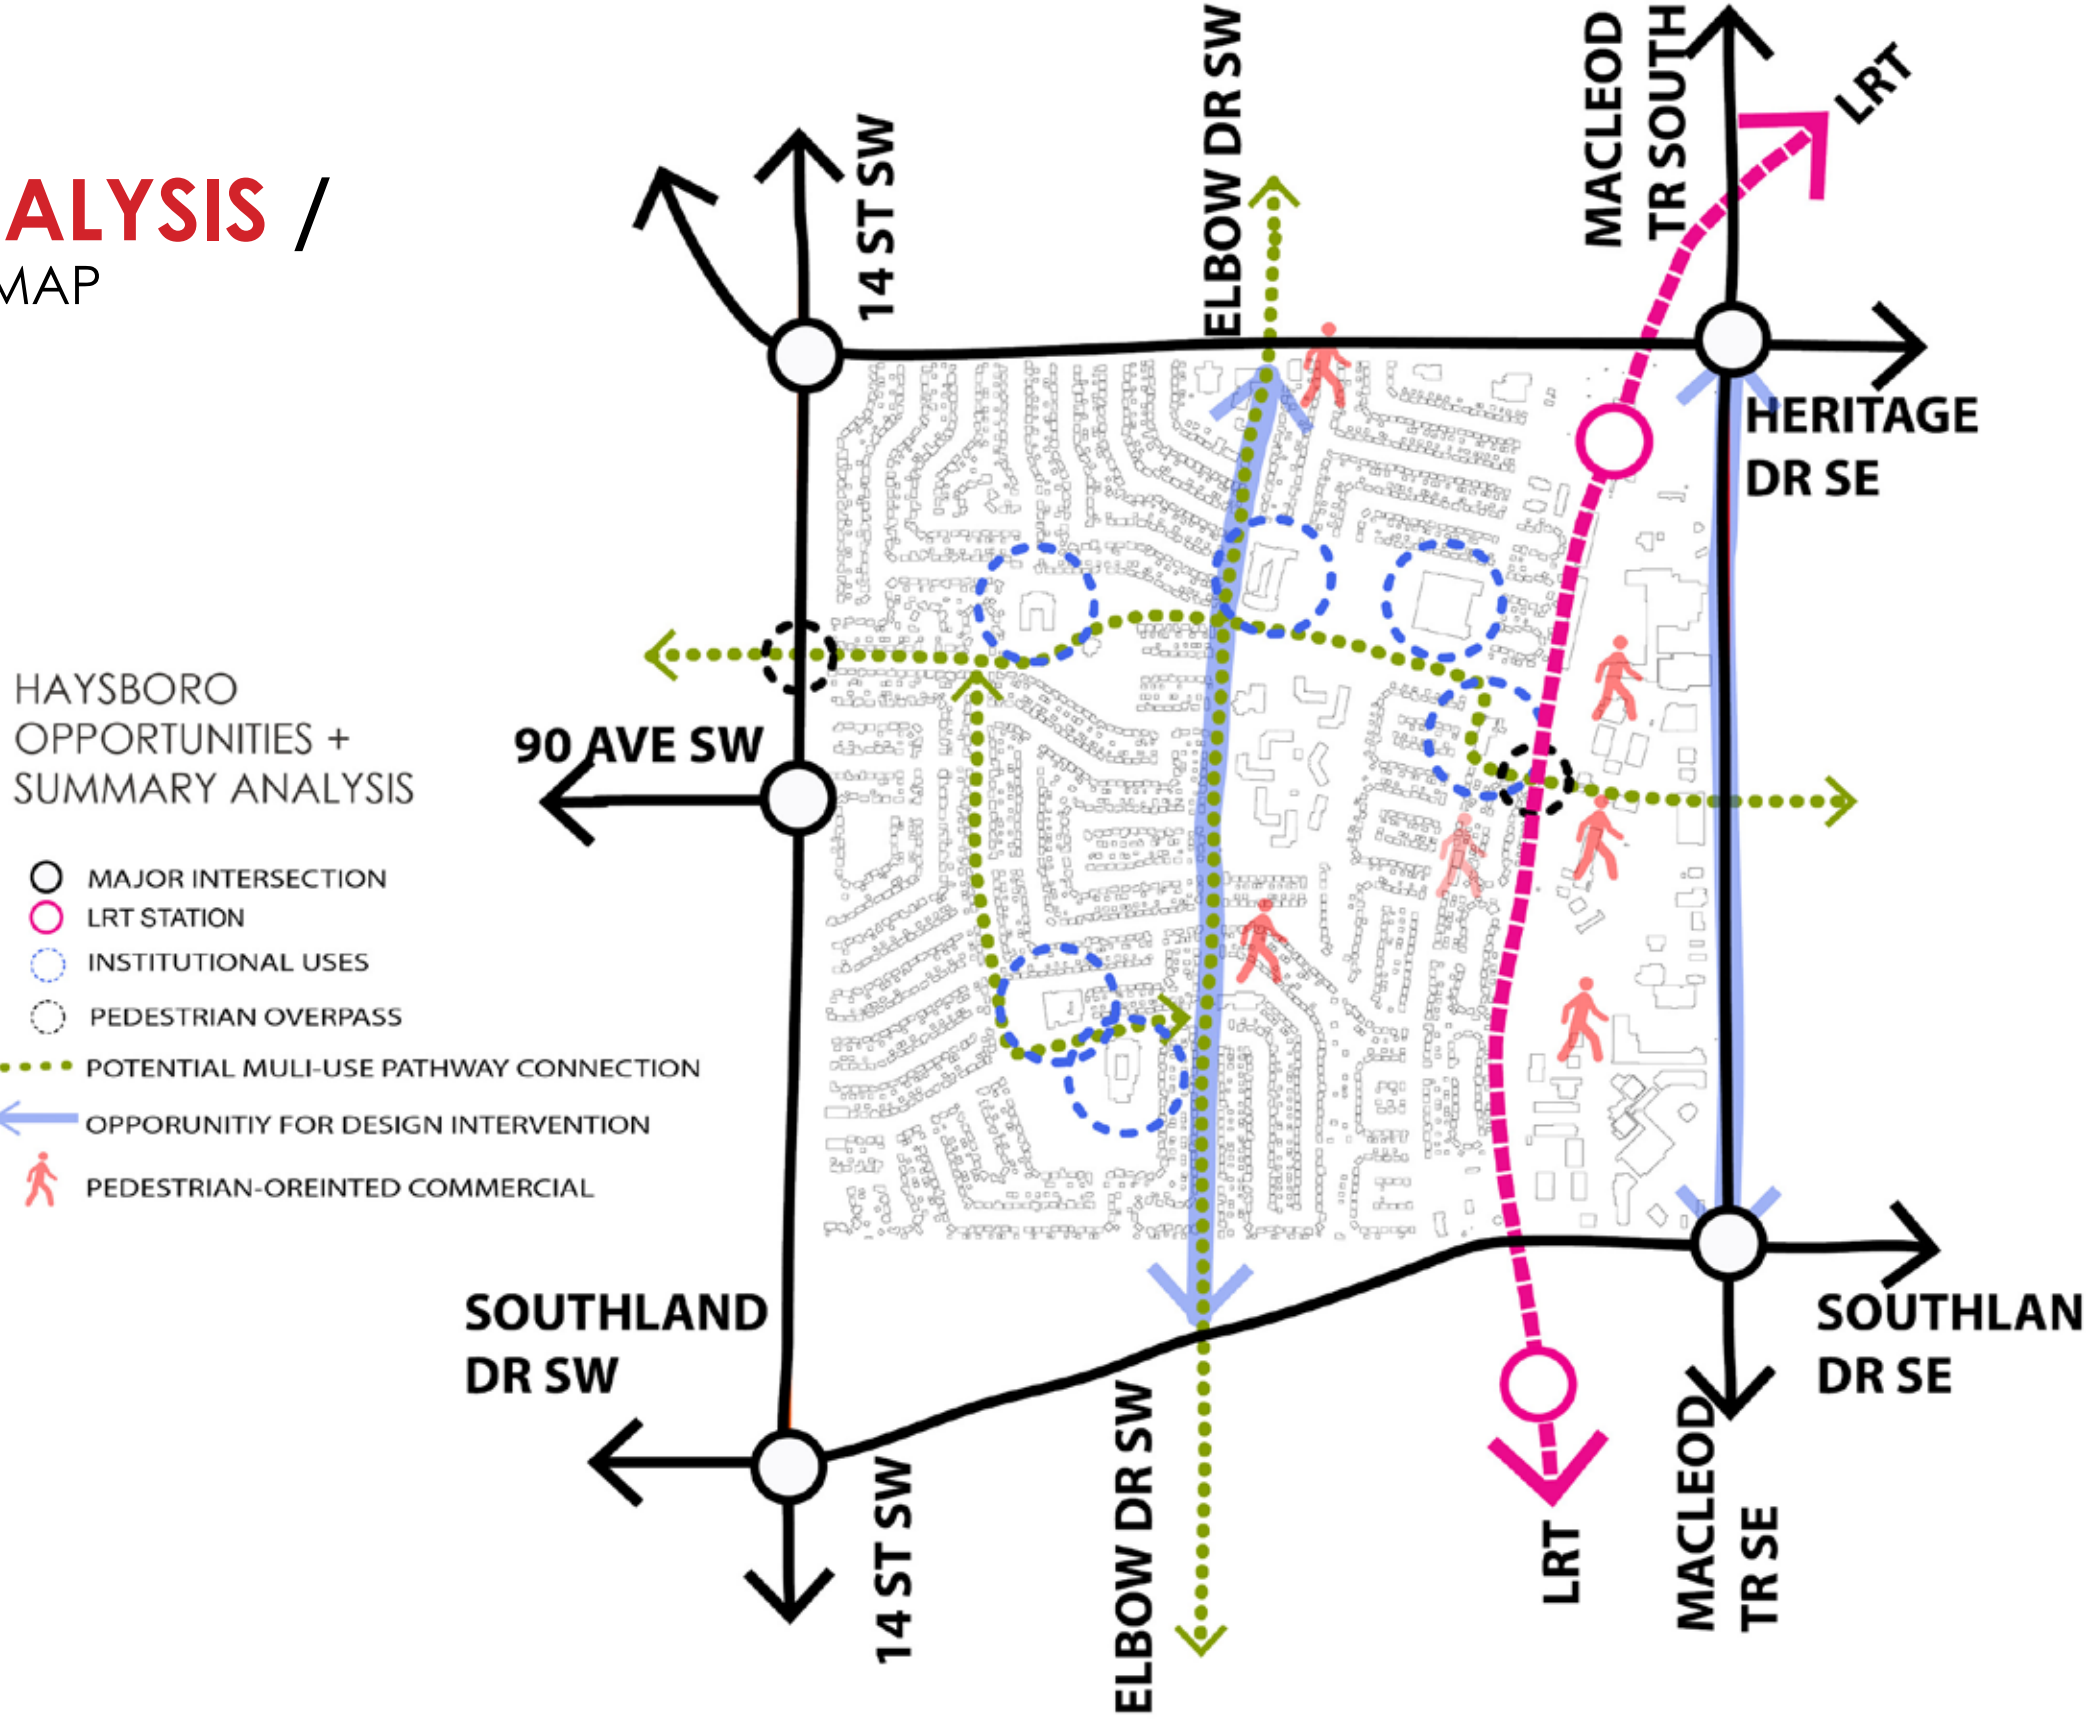 ALYSIS /
MAP
14 ST SW
ELBOW DR SW
MACLEOD
TR SOUTH
LRT
HERITAGE
DR SE
HAYSBORO
OPPORTUNITIES +
SUMMARY ANALYSIS
90 AVE SW
MAJOR INTERSECTION
LRT STATION
INSTITUTIONAL USES
PEDESTRIAN OVERPASS
POTENTIAL MULI-USE PATHWAY CONNECTION
OPPORUNITIY FOR DESIGN INTERVENTION
PEDESTRIAN-OREINTED COMMERCIAL
SOUTHLAND
DR SW
SOUTHLAN
DR SE
14 ST SW
ELBOW DR SW
LRT
MACLEOD
TR SE